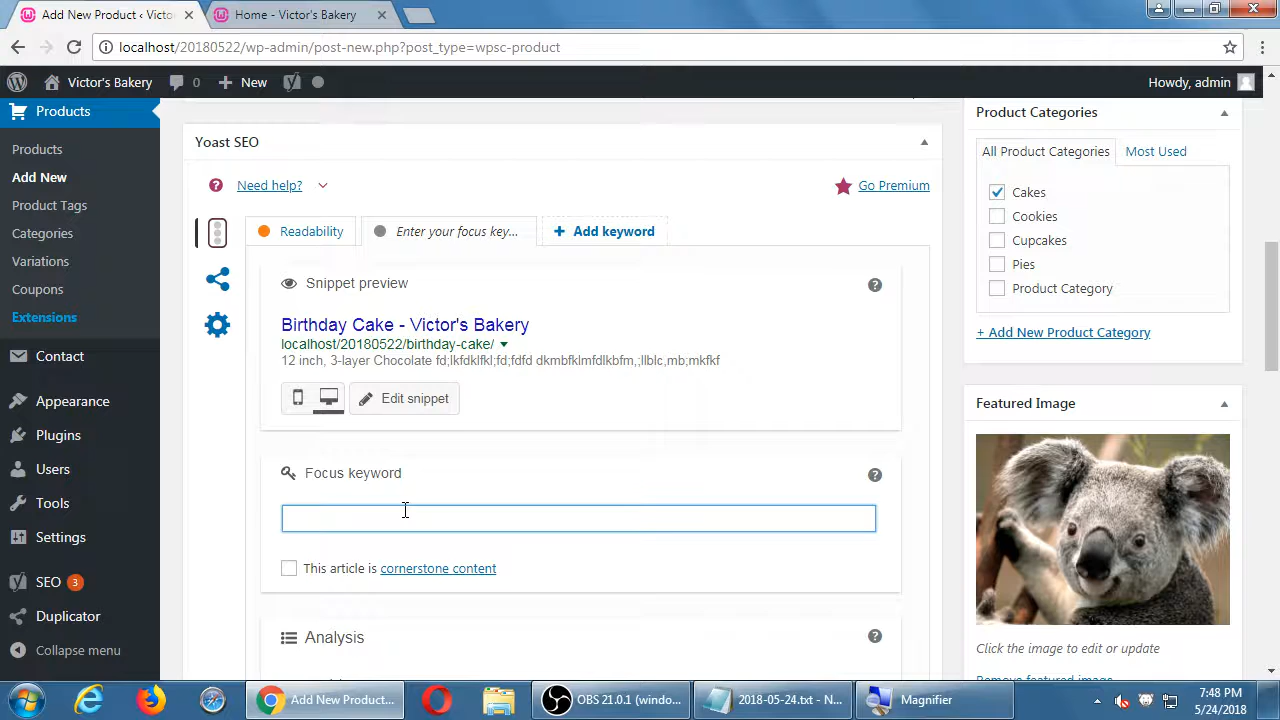 Add New Product ‹ Victo
Home - Victor's Bakery
localhost/20180522/wp-admin/post-new.php?post_type=wpsc-product
Victor's Bakery
0
New
Howdy, admin
Products
Products
Add New
Product Tags
Categories
Variations
Coupons
Extensions
Contact
Appearance
Plugins
Users
Tools
Settings
SEO 3
Duplicator
Collapse menu
Yoast SEO
Need help?
Go Premium
Readability
Enter your focus key...
+ Add keyword
Snippet preview
Birthday Cake - Victor's Bakery
localhost/20180522/birthday-cake/
12 inch, 3-layer Chocolate fd;lkfdklfkl;fd;fdfd dkmbfklmfdlkbfm,;llblc,mb;mkfkf
Edit snippet
Focus keyword
This article is cornerstone content
Analysis
Product Categories
All Product Categories
Most Used
Cakes
Cookies
Cupcakes
Pies
Product Category
+ Add New Product Category
Featured Image
Click the image to edit or update
Remove featured image
Add New Product...
OBS 21.0.1 (windo...
2018-05-24.txt - N...
Magnifier
7:48 PM
5/24/2018